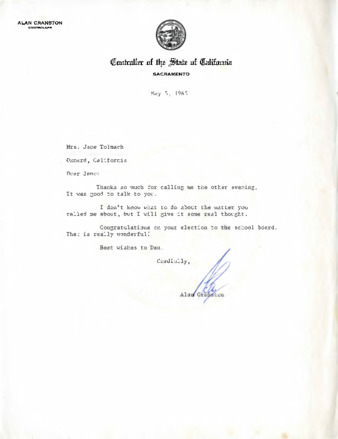 ALAN CRANSTON
CONTROLLER
Controller of the State of California
SACRAMENTO
May 5, 1965
Mrs. Jane Tolmach
Oxnard, California
Dear Jane:
Thanks so much for calling me the other evening.
It was good to talk to you.
I don't know what to do about the matter you
called me about, but I will give it some real thought.
Congratulations on your election to the school board.
That is really wonderful!
Best wishes to Dan.
Cordially,
Alan Cranston